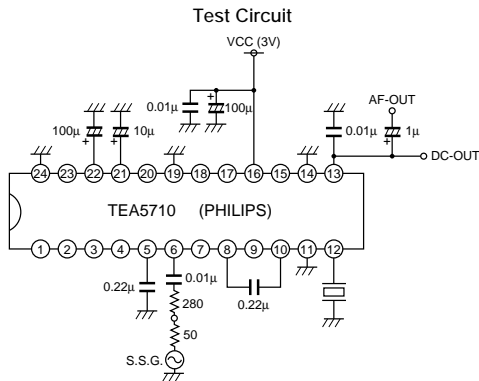 Test Circuit
VCC (3V)
AF-OUT
0.01μ
100μ
100μ
10μ
0.01μ
1μ
DC-OUT
24 23 22 21 20 19 18 17 16 15 14 13
TEA5710 (PHILIPS)
1 2 3 4 5 6 7 8 9 10 11 12
0.01μ
0.22μ
0.22μ
280
50
S.S.G.